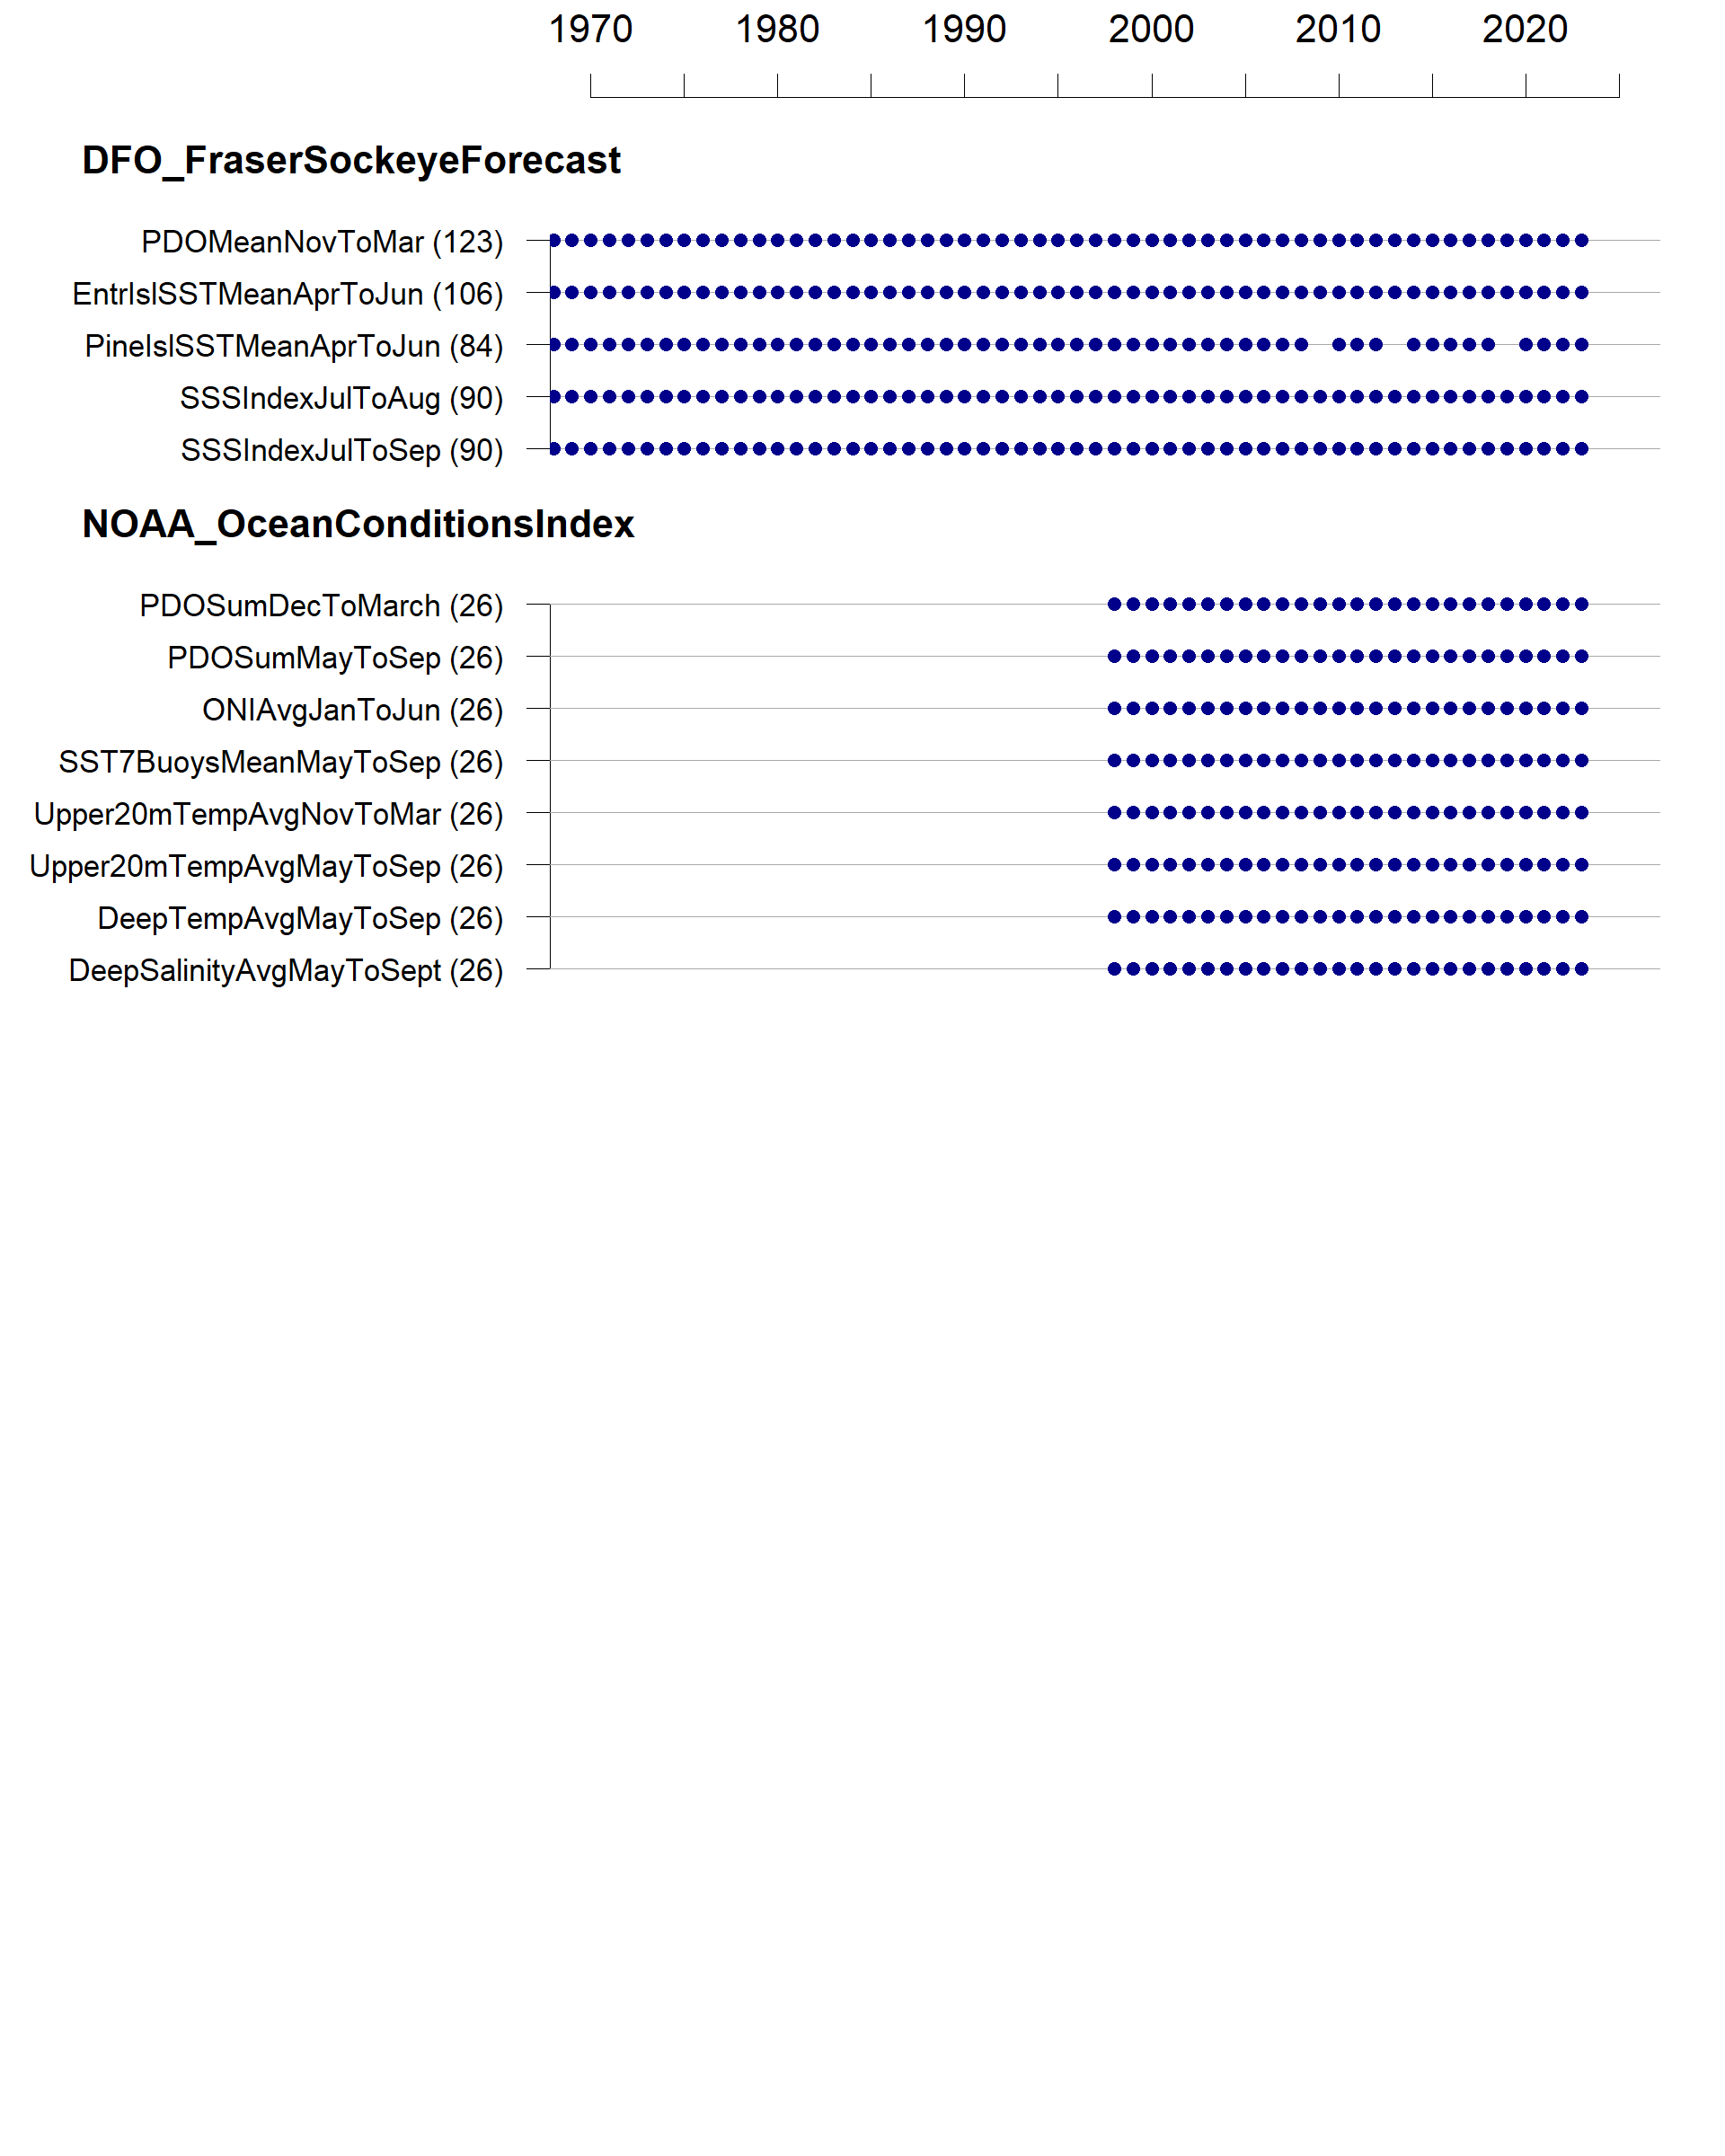 1970 1980 1990 2000 2010 2020
DFO_FraserSockeyeForecast
PDOMeanNovToMar (123)
EntrIslSSTMeanAprToJun (106)
PineIslSSTMeanAprToJun (84)
SSSIndexJulToAug (90)
SSSIndexJulToSep (90)
NOAA_OceanConditionsIndex
PDOSumDecToMarch (26)
PDOSumMayToSep (26)
ONIAvgJanToJun (26)
SST7BuoysMeanMayToSep (26)
Upper20mTempAvgNovToMar (26)
Upper20mTempAvgMayToSep (26)
DeepTempAvgMayToSep (26)
DeepSalinityAvgMayToSept (26)